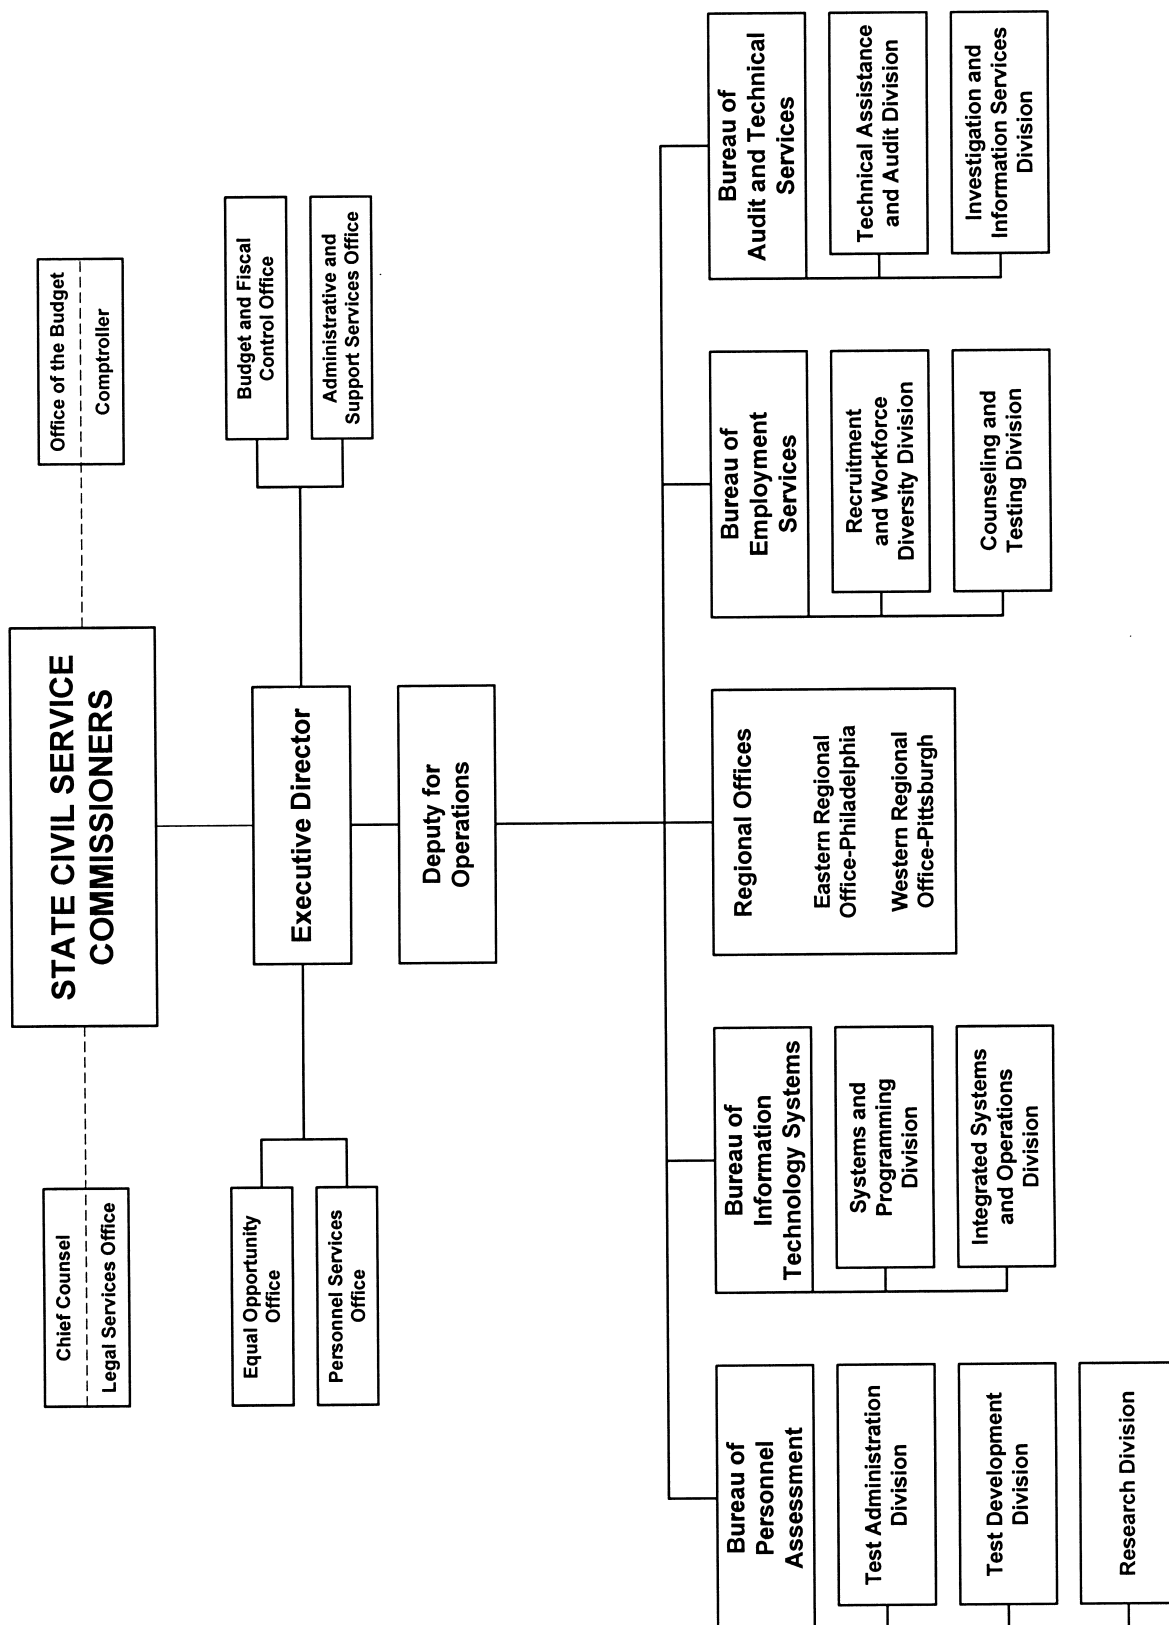 STATE CIVIL SERVICE
COMMISSIONERS
Chief Counsel
Legal Services Office
Office of the Budget
Comptroller
Executive Director
Equal Opportunity
Office
Personnel Services
Office
Budget and Fiscal
Control Office
Administrative and
Support Services Office
Deputy for
Operations
Bureau of
Personnel
Assessment
Test Administration
Division
Test Development
Division
Research Division
Bureau of
Information
Technology Systems
Systems and
Programming
Division
Integrated Systems
and Operations
Division
Regional Offices
Eastern Regional
Office-Philadelphia
Western Regional
Office-Pittsburgh
Bureau of
Employment
Services
Recruitment
and Workforce
Diversity Division
Counseling and
Testing Division
Bureau of
Audit and Technical
Services
Technical Assistance
and Audit Division
Investigation and
Information Services
Division